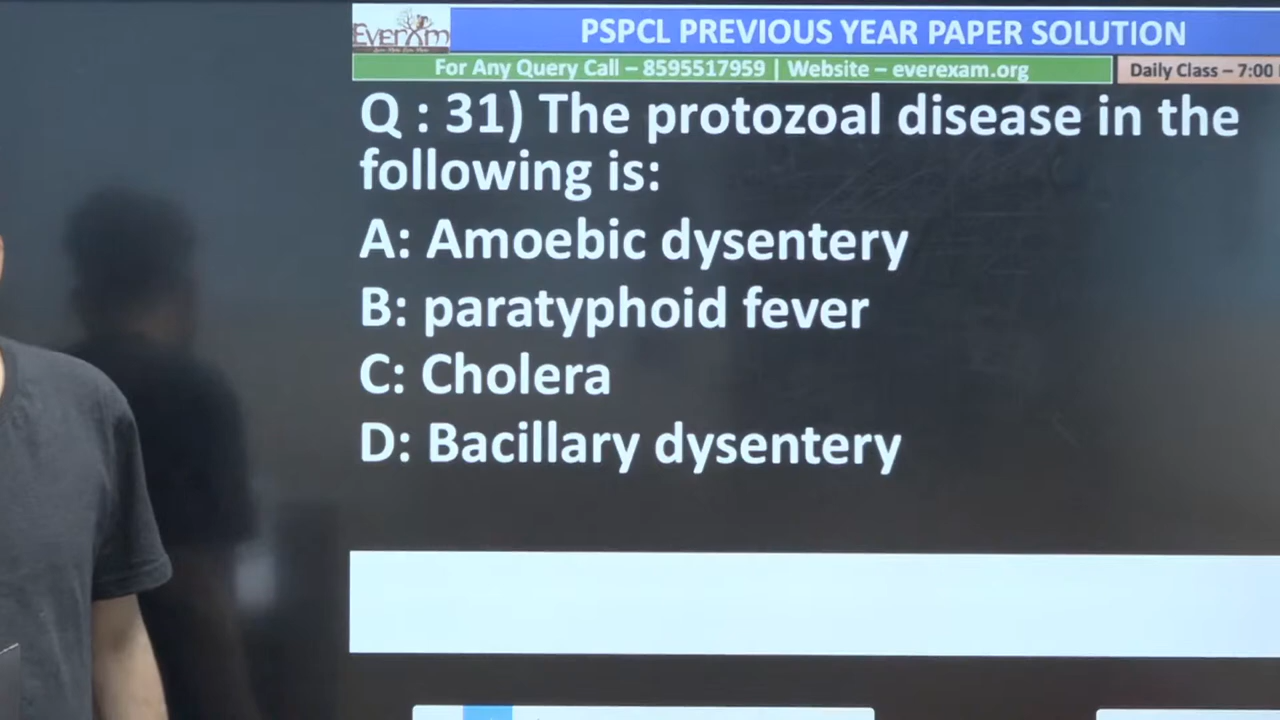 EverExam
PSPCL PREVIOUS YEAR PAPER SOLUTION
For Any Query Call – 8595517959 | Website – everexam.org
Daily Class – 7:00
Q : 31) The protozoal disease in the
following is:
A: Amoebic dysentery
B: paratyphoid fever
C: Cholera
D: Bacillary dysentery